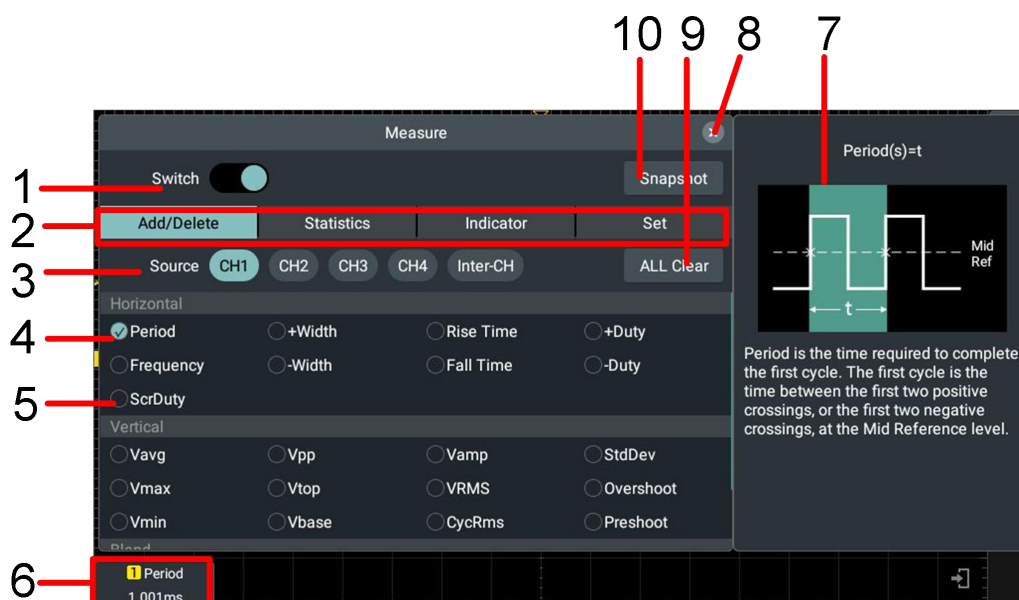 10 9 8 7
Measure
Period(s)=t
1
Switch
Snapshot
2
Add/Delete Statistics Indicator Set
3
Source CH1 CH2 CH3 CH4 Inter-CH ALL Clear
Mid
Ref
t
Horizontal
4
Period +Width Rise Time +Duty
Frequency -Width Fall Time -Duty
5
ScrDuty
Period is the time required to complete
the first cycle. The first cycle is the
time between the first two positive
crossings, or the first two negative
crossings, at the Mid Reference level.
Vertical
Vavg Vpp Vamp StdDev
Vmax Vtop VRMS Overshoot
Vmin Vbase CycRms Preshoot
Blend
6
1 Period
1.001ms